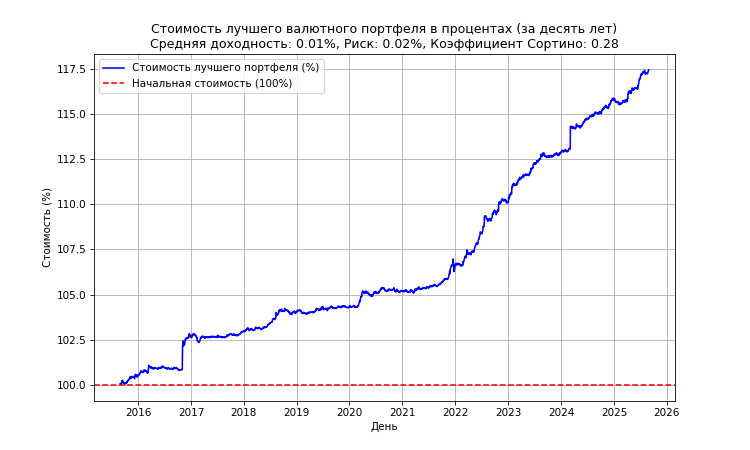 Стоимость лучшего валютного портфеля в процентах (за десять лет)
Средняя доходность: 0.01%, Риск: 0.02%, Коэффициент Сортино: 0.28
Стоимость лучшего портфеля (%)
Начальная стоимость (100%)
Стоимость (%)
117.5
115.0
112.5
110.0
107.5
105.0
102.5
100.0
2016 2017 2018 2019 2020 2021 2022 2023 2024 2025 2026
День